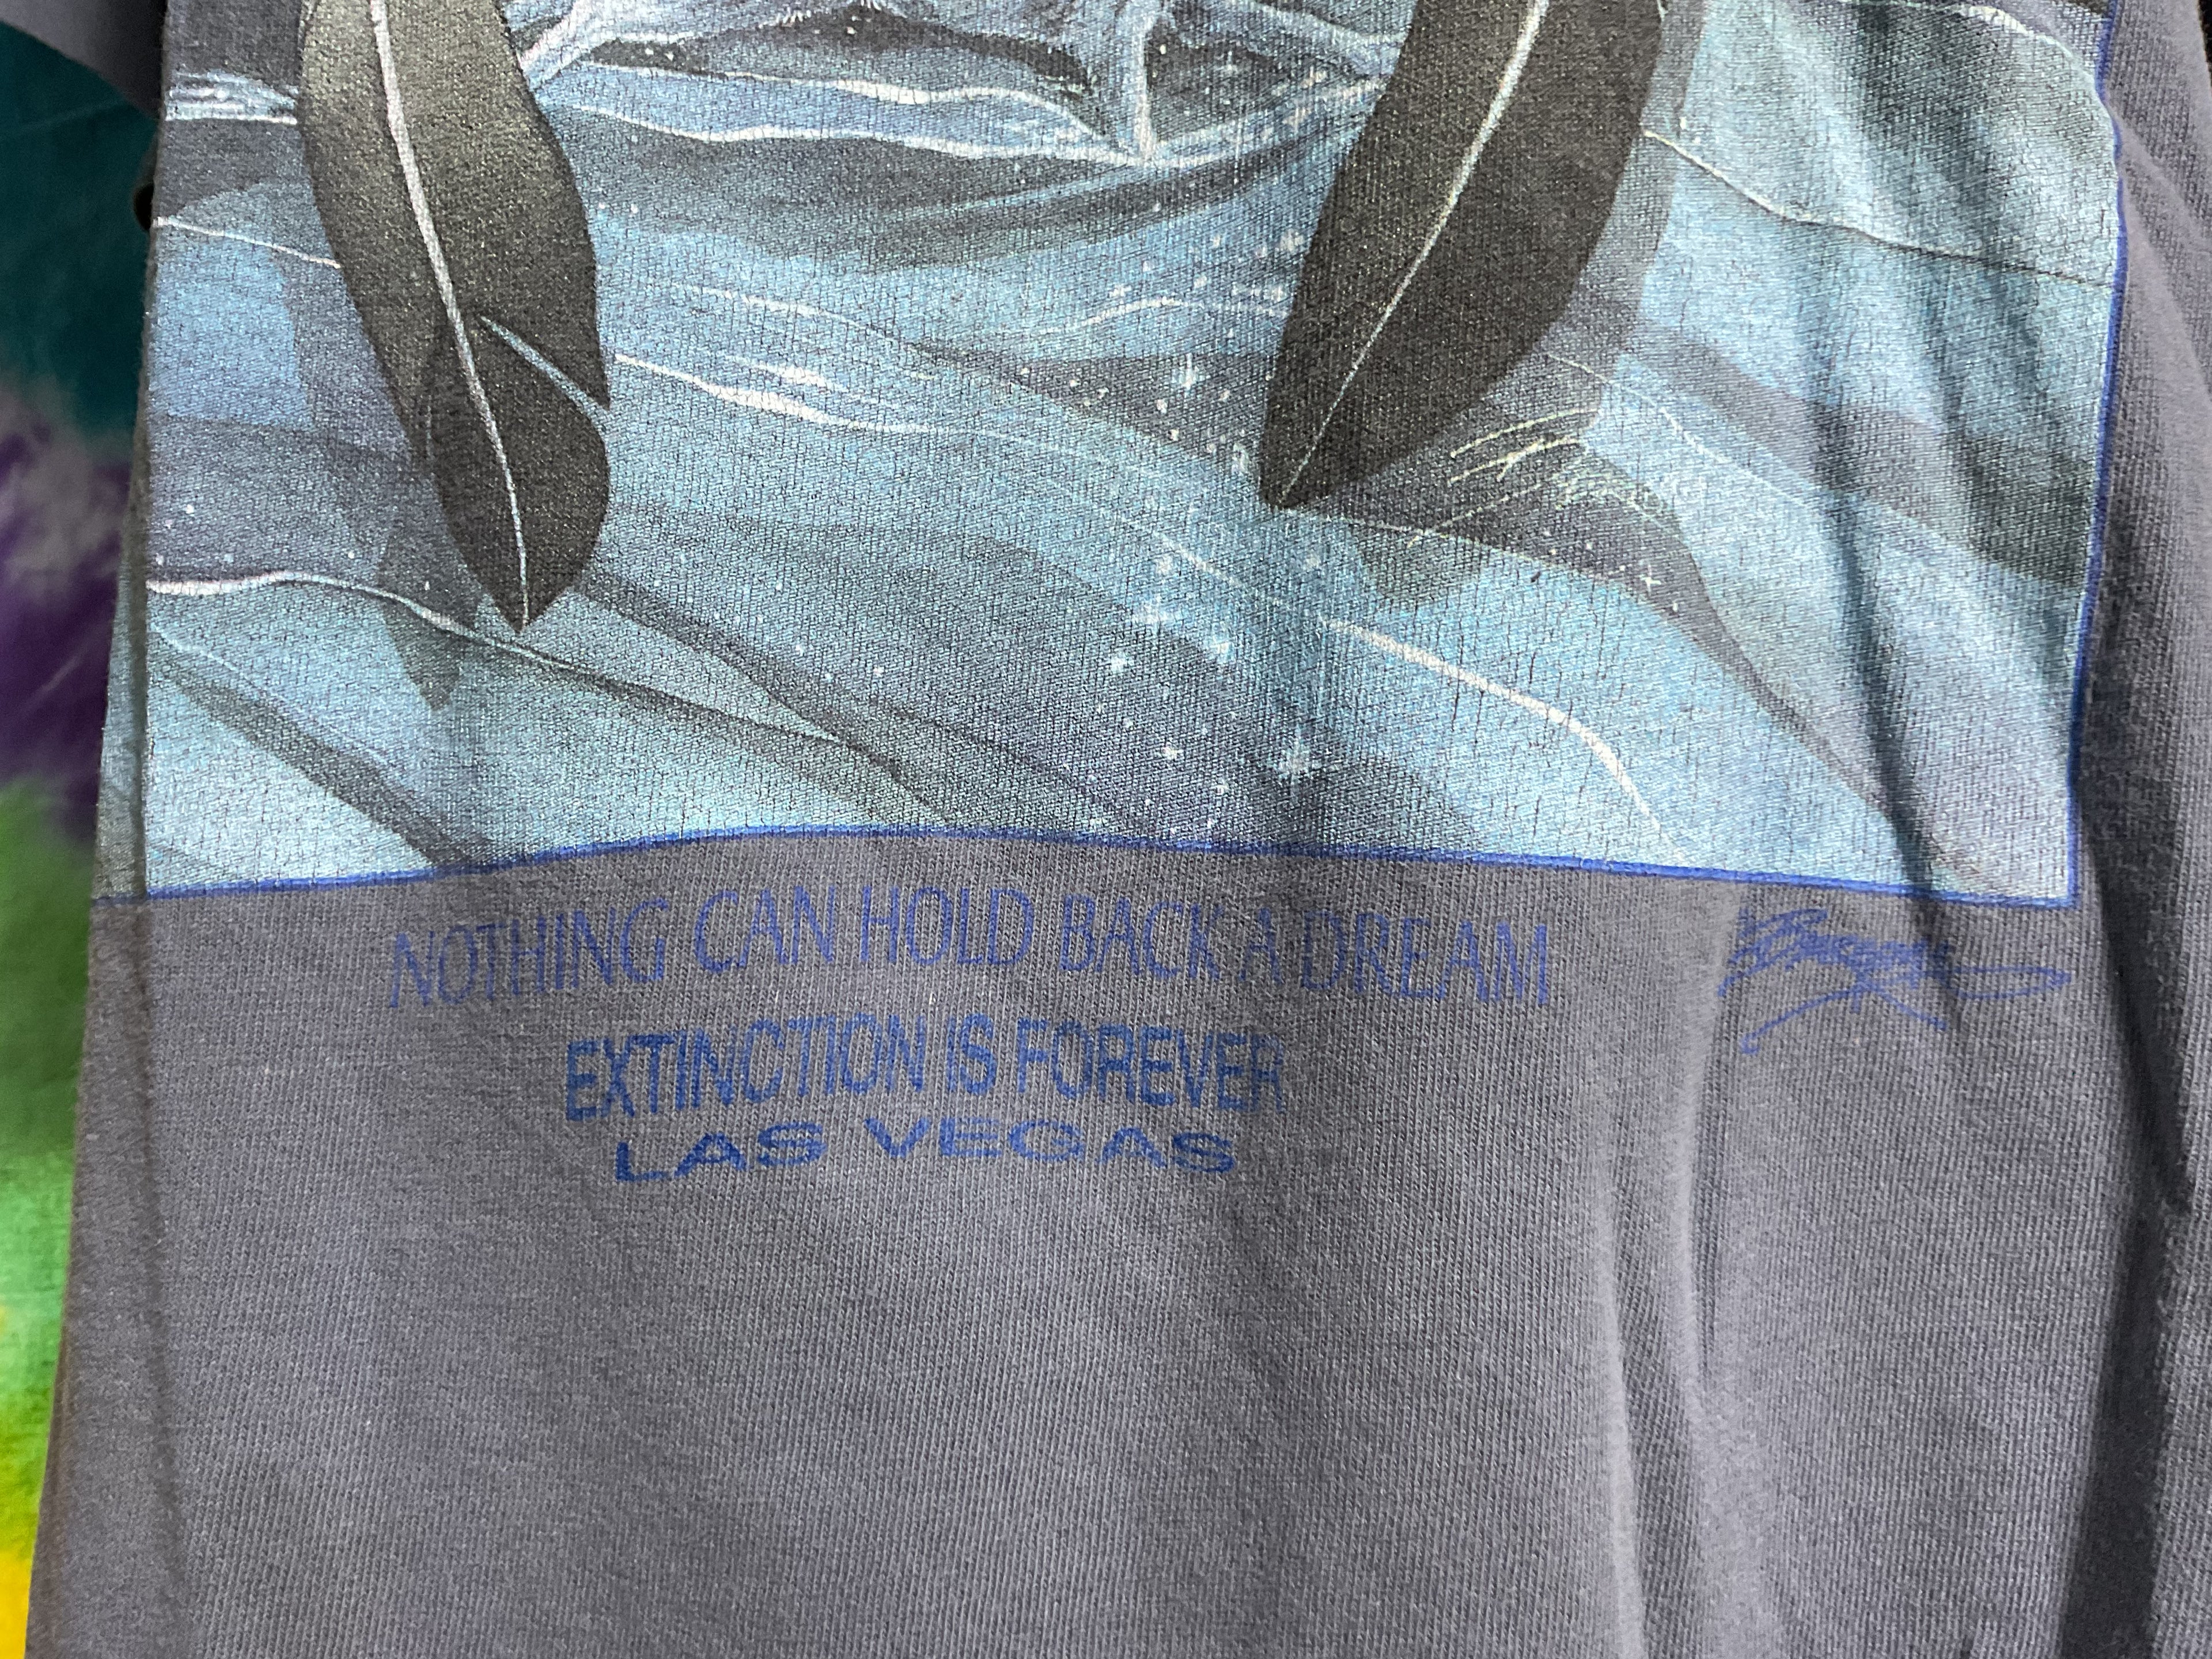 NOTHING CAN HOLD BACK A DREAM
EXTINCTION IS FOREVER
LAS VEGAS